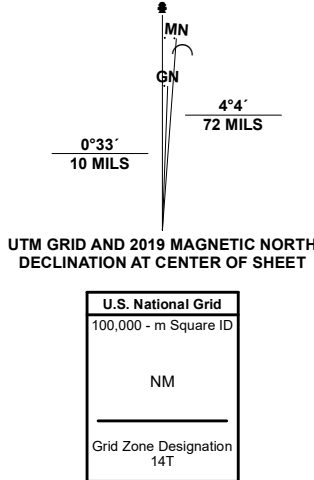 MN
GN
4°4´
72 MILS
0°33´
10 MILS
UTM GRID AND 2019 MAGNETIC NORTH
DECLINATION AT CENTER OF SHEET
U.S. National Grid
100,000 - m Square ID
NM
Grid Zone Designation
14T